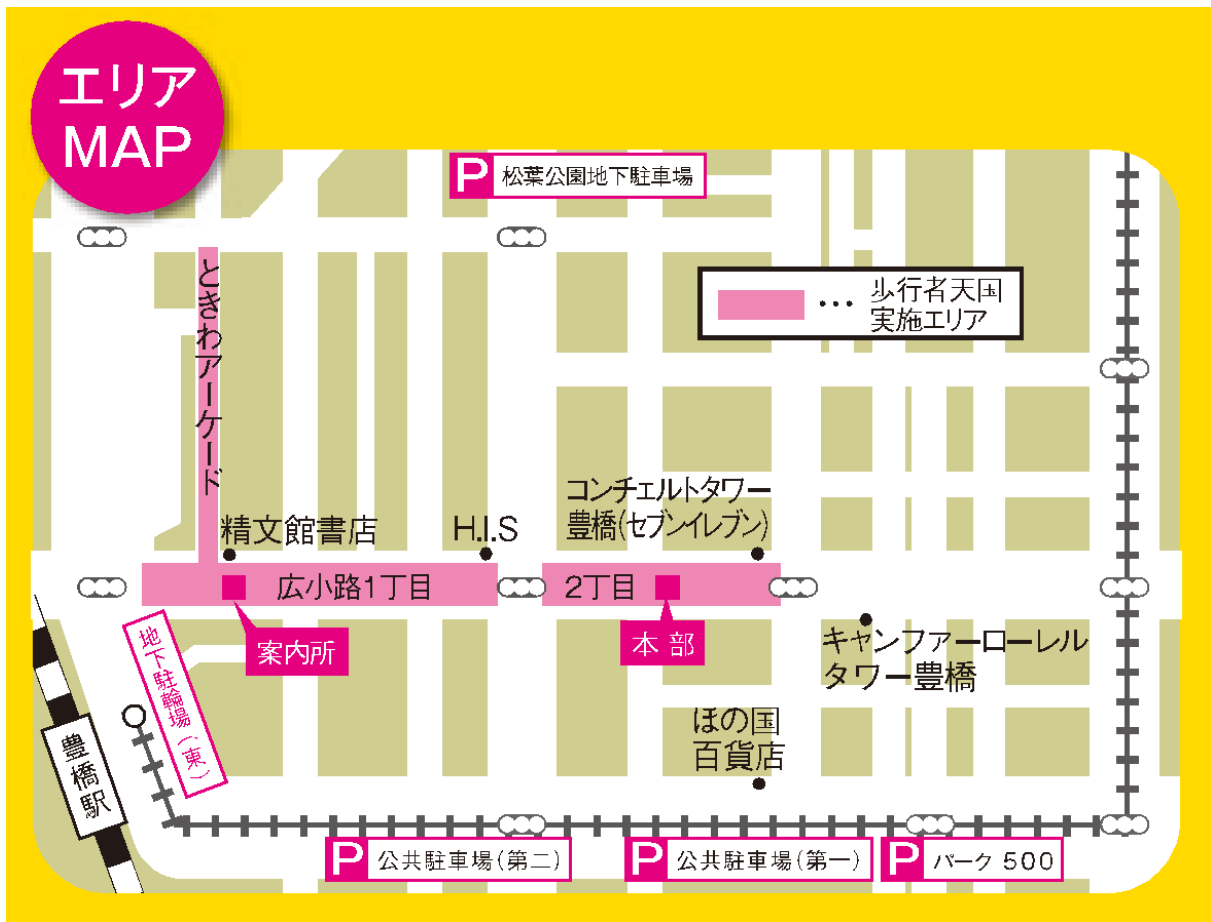 エリア
MAP
P 松葉公園地下駐車場
… 歩行者天国
実施エリア
ときわアーケード
精文館書店
H.I.S
コンチェルトタワー
豊橋(セブンイレブン)
広小路1丁目
2丁目
案内所
本部
キャンファーローレル
タワー豊橋
地下駐輪場(東)
豊橋駅
ほの国
百貨店
P 公共駐車場(第二)
P 公共駐車場(第一)
P パーク 500